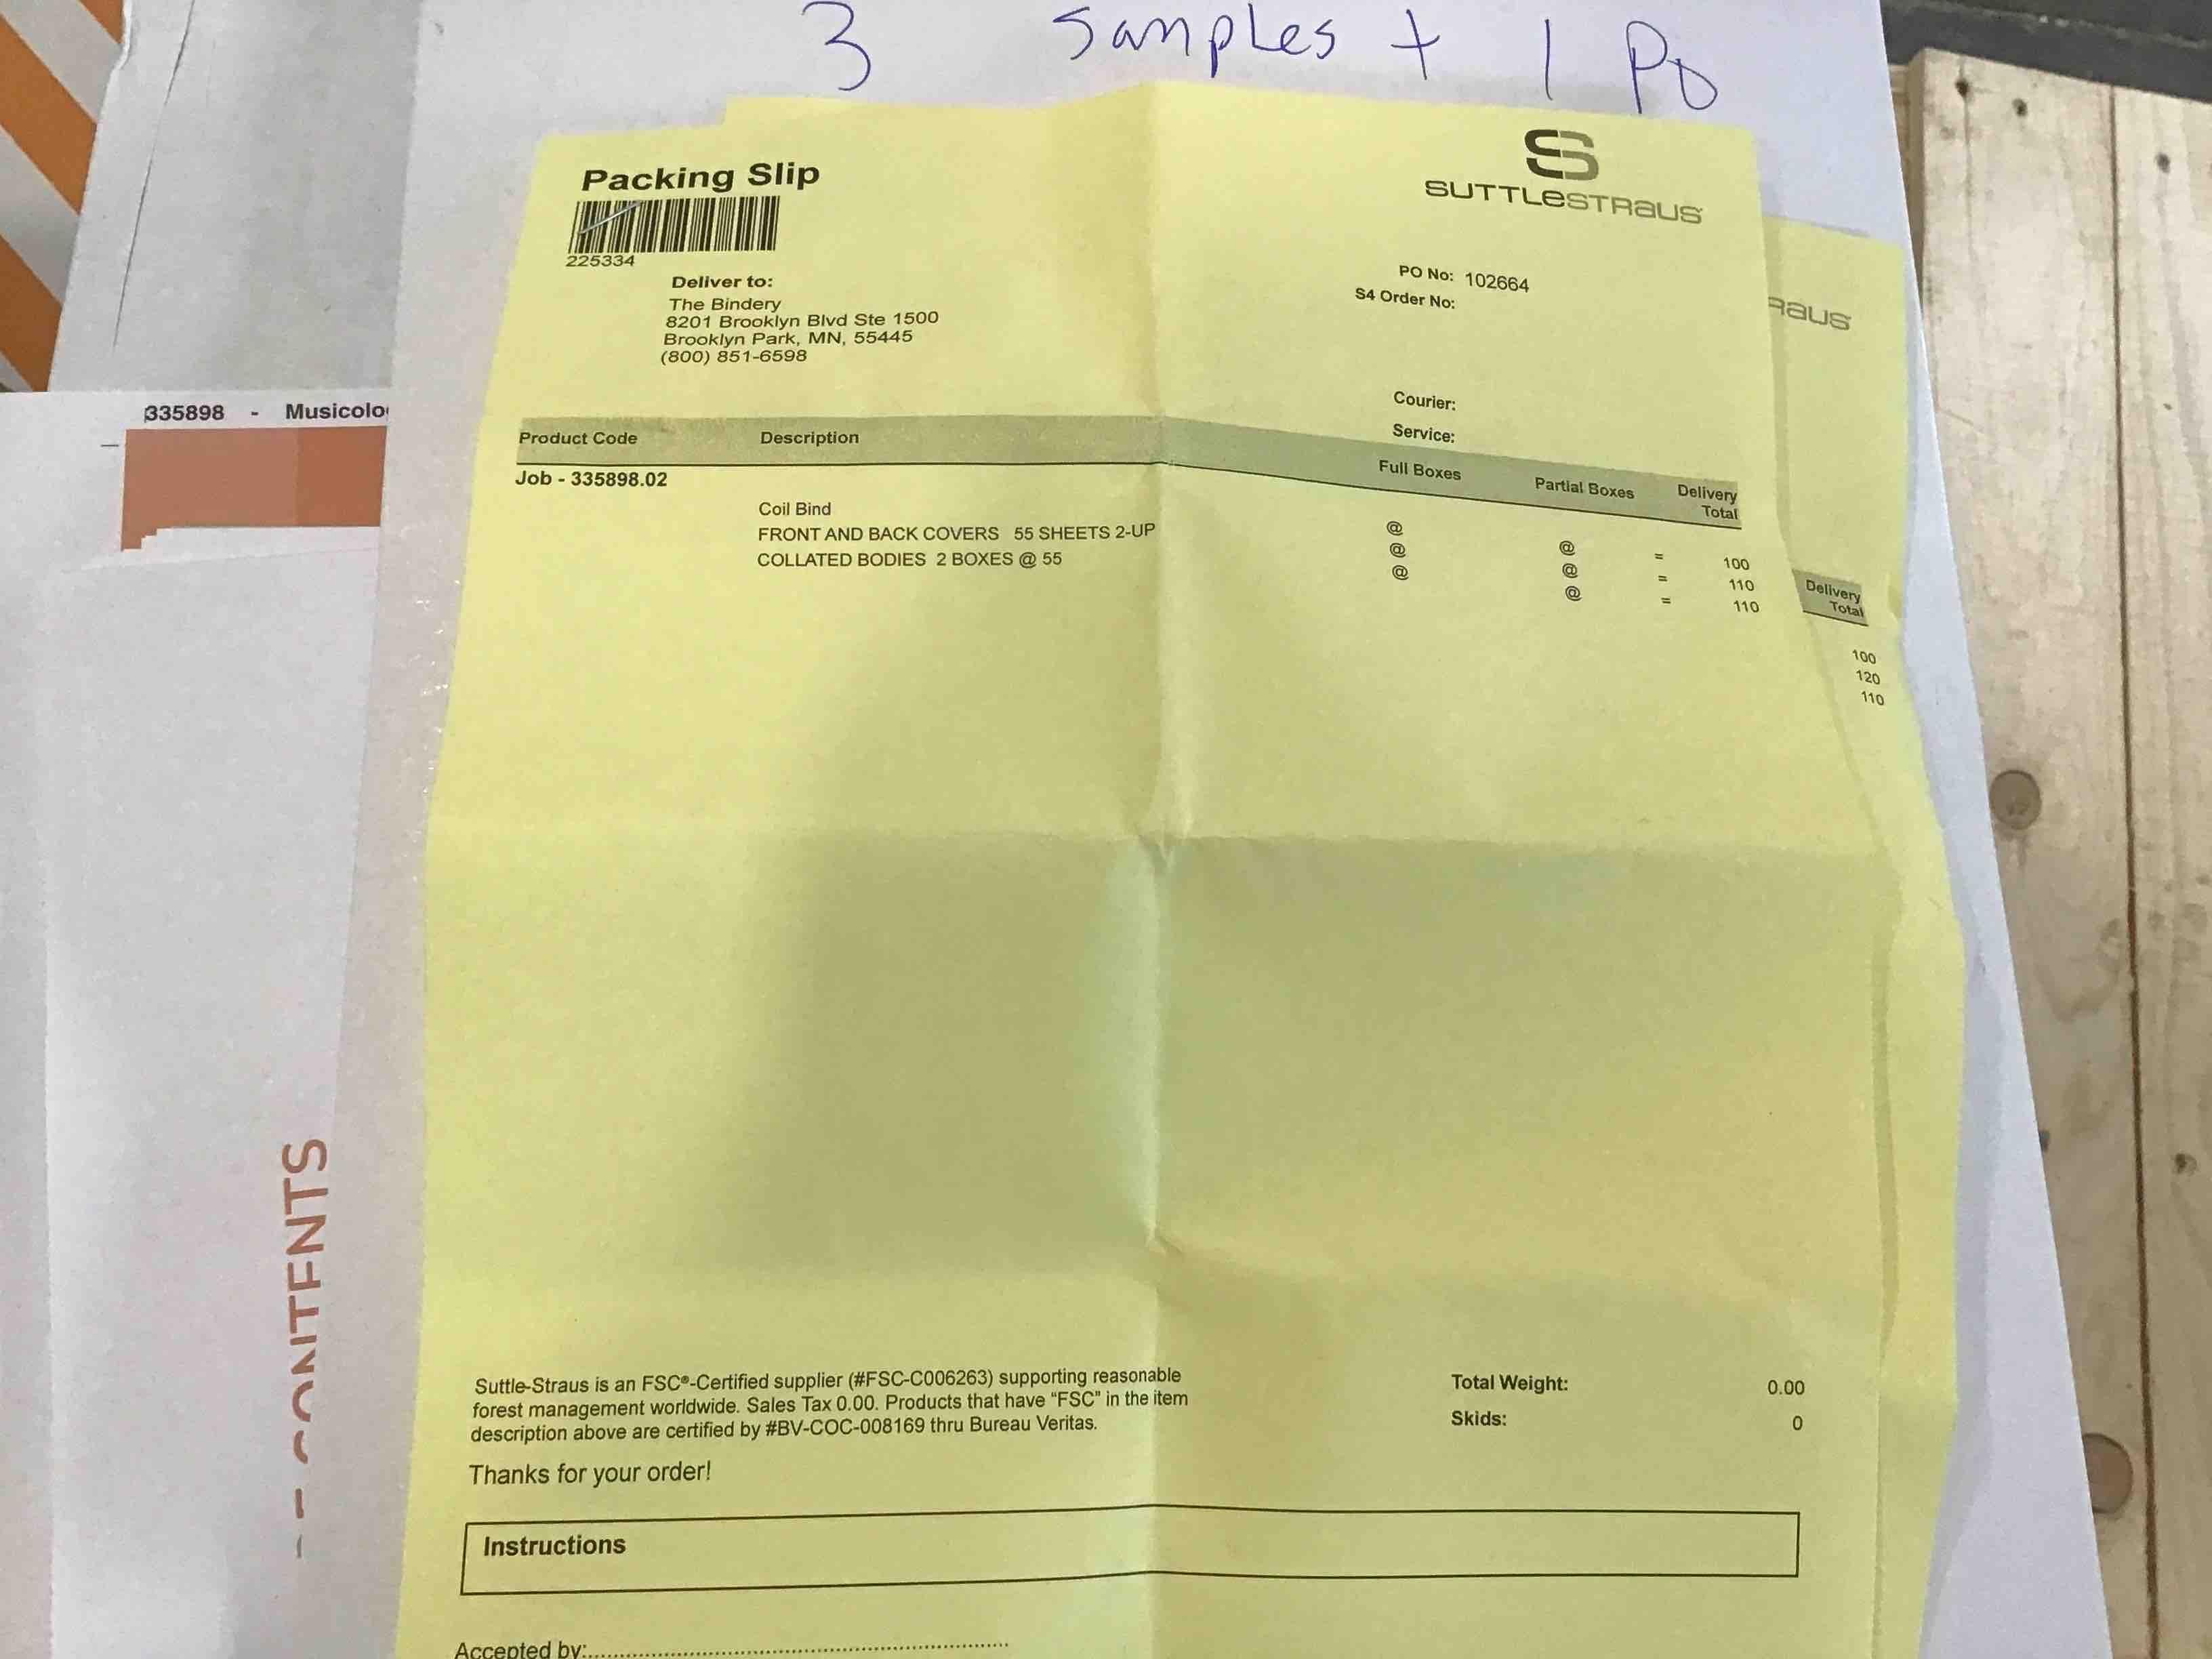 3 samples + 1 Po
Packing Slip
SUTTLESTRAUS
225334
Deliver to:
The Bindery
8201 Brooklyn Blvd Ste 1500
Brooklyn Park, MN, 55445
(800) 851-6598
PO No: 102664
S4 Order No:
Courier:
Service:
Product Code Description Full Boxes Partial Boxes Delivery Total
Job - 335898.02
Coil Bind @ @ = 100
FRONT AND BACK COVERS 55 SHEETS 2-UP @ @ = 110
COLLATED BODIES 2 BOXES @ 55 @ @ = 110
Suttle-Straus is an FSC®-Certified supplier (#FSC-C006263) supporting reasonable
forest management worldwide. Sales Tax 0.00. Products that have “FSC” in the item
description above are certified by #BV-COC-008169 thru Bureau Veritas.
Total Weight: 0.00
Skids: 0
Thanks for your order!
Instructions
Accepted by:
RAUS
Delivery
Total
100
120
110
335898 - Musicolo
CONTENTS